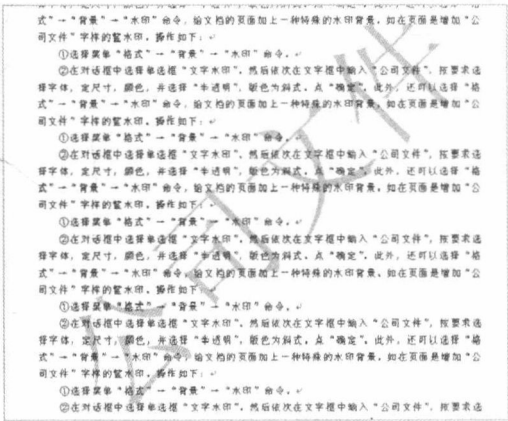 式”→“背景”→“水印”命令，给文档的页面加上一种特殊的水印背景。如在页面是增加“公
司文件”字样的暂水印，操作如下：
①选择菜单“格式”→“背景”→“水印”命令。
②在对话框中选择单选框“文字水印”，然后依次在文字框中输入“公司文件”，按要求选
择字体，定尺寸，颜色，并选择“半透明”，版色为斜式，点“确定”。此外，还可以选择“格
式”→“背景”→“水印”命令，给文档的页面加上一种特殊的水印背景。如在页面是增加“公
司文件”字样的暂水印，操作如下：
①选择菜单“格式”→“背景”→“水印”命令。
②在对话框中选择单选框“文字水印”，然后依次在文字框中输入“公司文件”，按要求选
择字体，定尺寸，颜色，并选择“半透明”，版色为斜式，点“确定”。此外，还可以选择“格
式”→“背景”→“水印”命令，给文档的页面加上一种特殊的水印背景。如在页面是增加“公
司文件”字样的暂水印，操作如下：
①选择菜单“格式”→“背景”→“水印”命令。
②在对话框中选择单选框“文字水印”，然后依次在文字框中输入“公司文件”，按要求选
择字体，定尺寸，颜色，并选择“半透明”，版色为斜式，点“确定”。此外，还可以选择“格
式”→“背景”→“水印”命令，给文档的页面加上一种特殊的水印背景。如在页面是增加“公
司文件”字样的暂水印，操作如下：
①选择菜单“格式”→“背景”→“水印”命令。
②在对话框中选择单选框“文字水印”，然后依次在文字框中输入“公司文件”，按要求选
择字体，定尺寸，颜色，并选择“半透明”，版色为斜式，点“确定”。此外，还可以选择“格
式”→“背景”→“水印”命令，给文档的页面加上一种特殊的水印背景。如在页面是增加“公
司文件”字样的暂水印，操作如下：
①选择菜单“格式”→“背景”→“水印”命令。
②在对话框中选择单选框“文字水印”，然后依次在文字框中输入“公司文件”，按要求选
公司文件